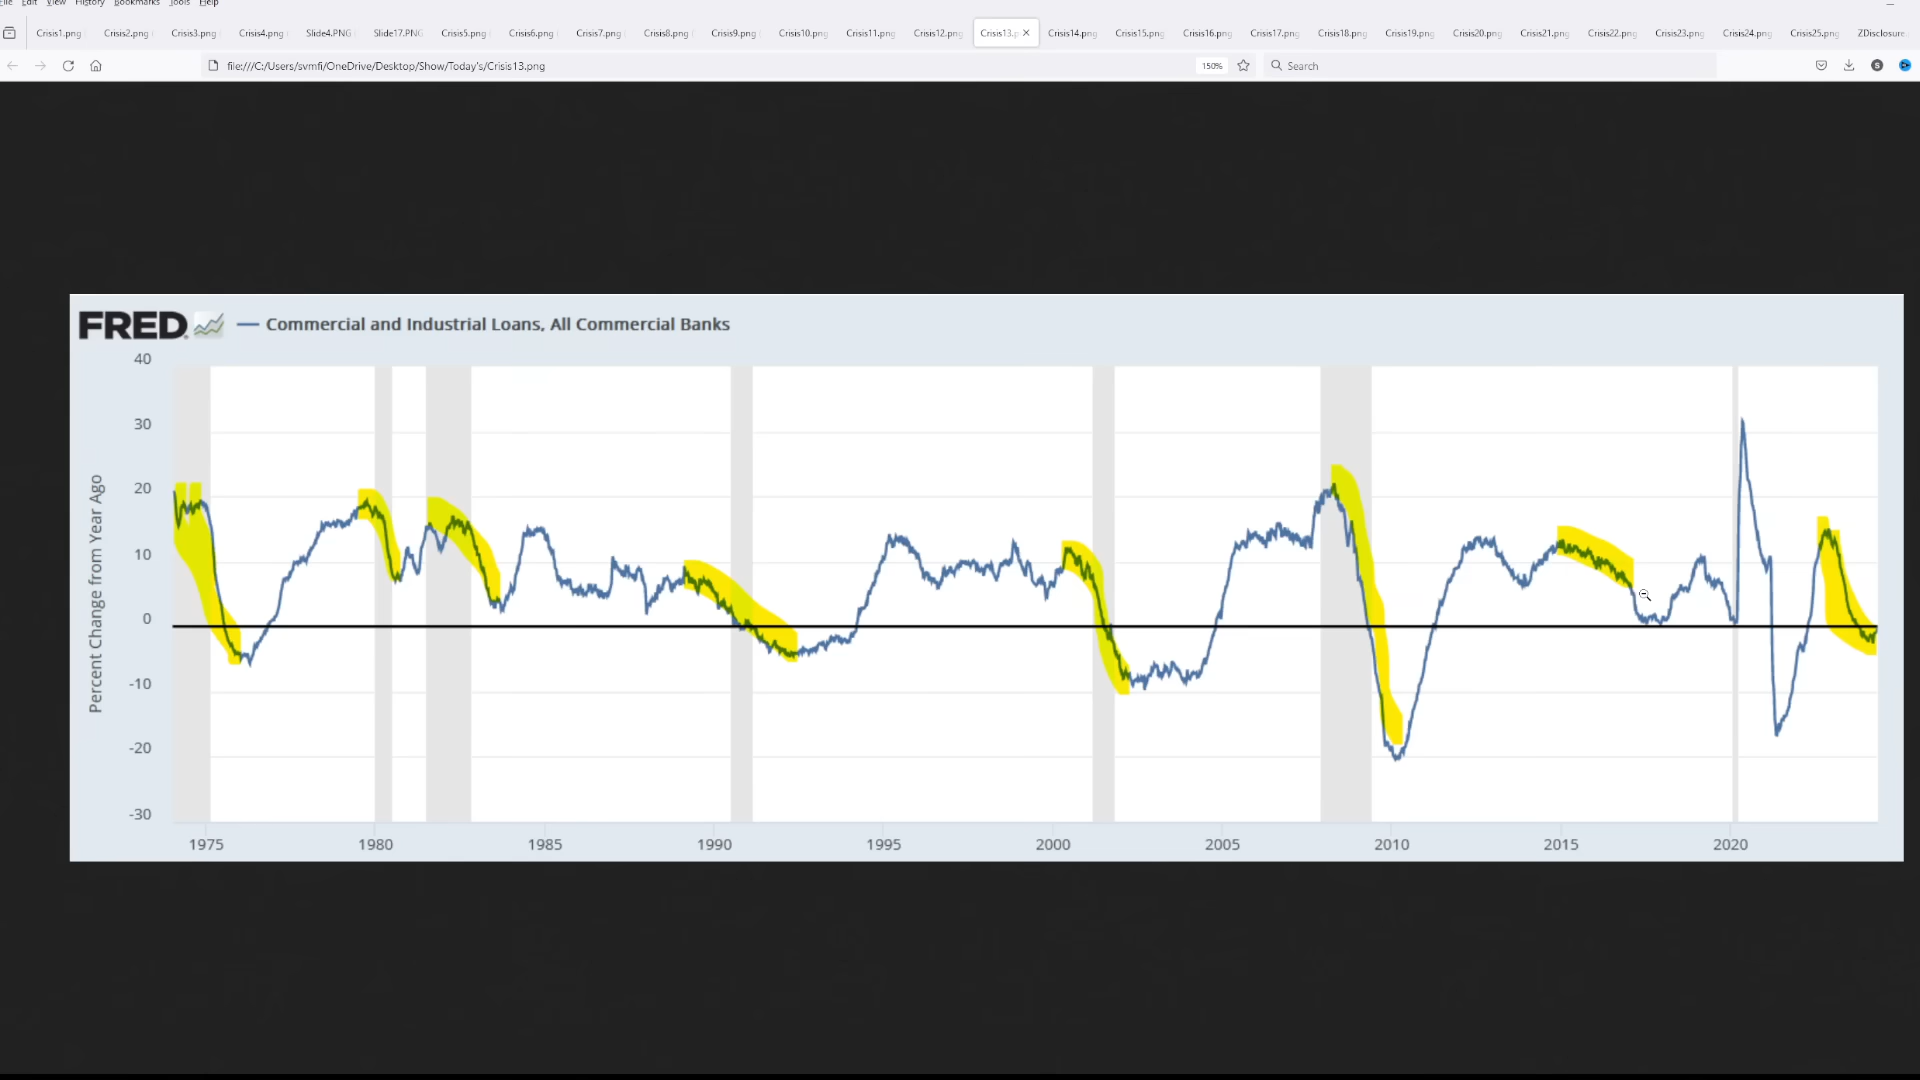 File Edit View History Bookmarks Tools Help
Crisis1.png Crisis2.png Crisis3.png Crisis4.png Slide4.PNG Slide17.PNG Crisis5.png Crisis6.png Crisis7.png Crisis8.png Crisis9.png Crisis10.png Crisis11.png Crisis12.png Crisis13.p Crisis14.png Crisis15.png Crisis16.png Crisis17.png Crisis18.png Crisis19.png Crisis20.png Crisis21.png Crisis22.png Crisis23.png Crisis24.png Crisis25.png ZDisclosure
file:///C:/Users/svmfi/OneDrive/Desktop/Show/Today's/Crisis13.png 150% Search S
FRED Commercial and Industrial Loans, All Commercial Banks
Percent Change from Year Ago
40
30
20
10
0
-10
-20
-30
1975 1980 1985 1990 1995 2000 2005 2010 2015 2020